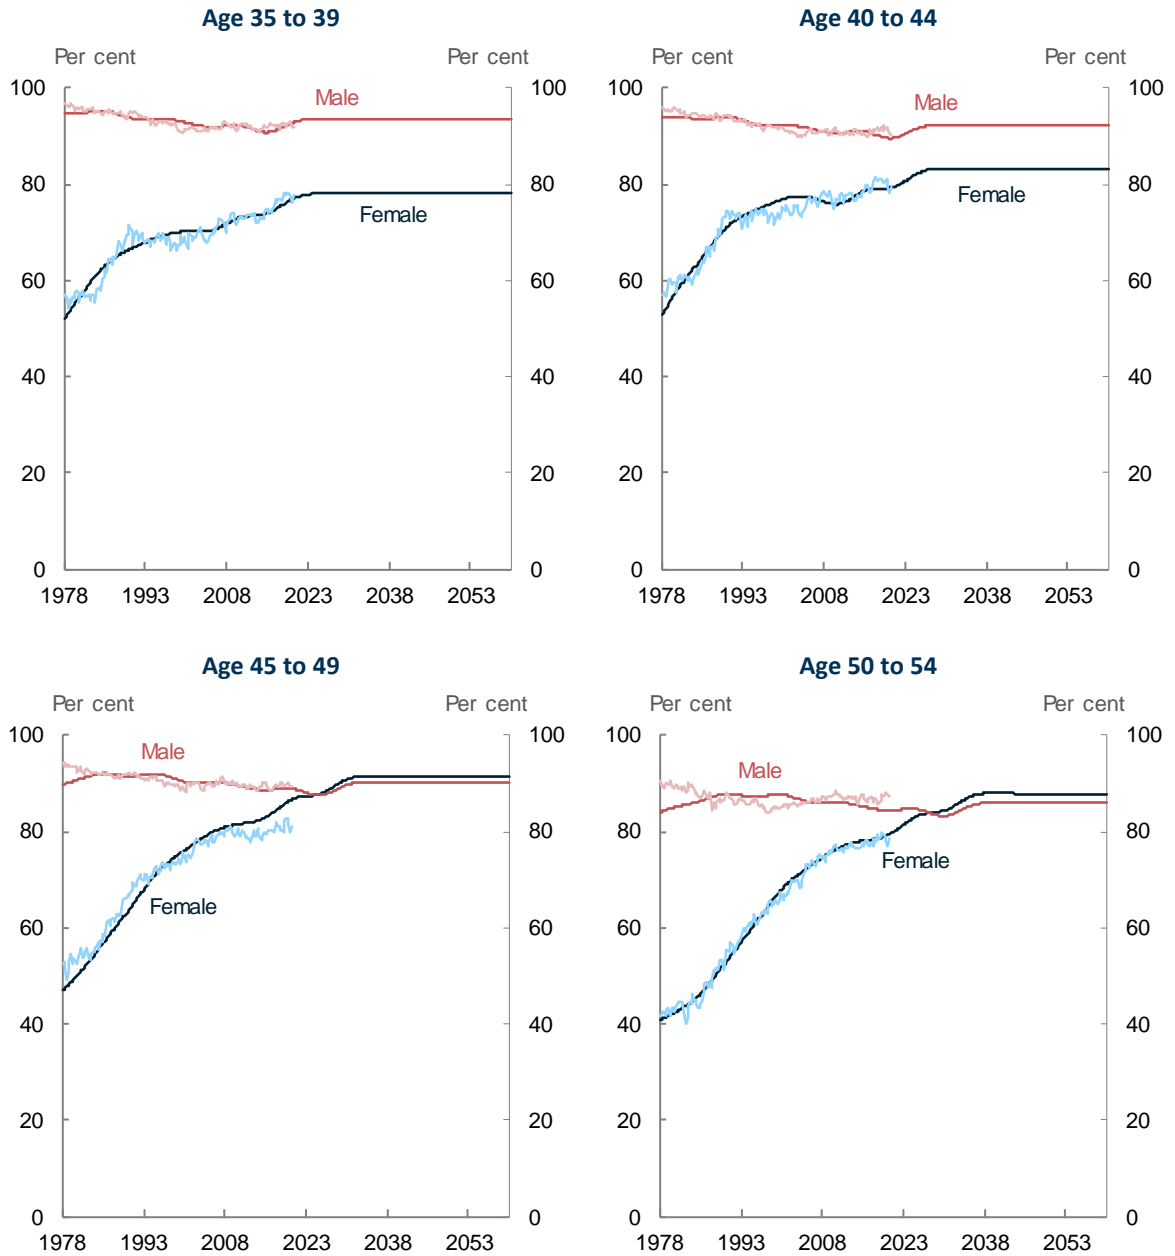 Age 35 to 39
Per cent Per cent
100 100
Male
80 80
Female
60 60
40 40
20 20
0 0
1978 1993 2008 2023 2038 2053
Age 40 to 44
Per cent Per cent
100 100
Male
80 80
Female
60 60
40 40
20 20
0 0
1978 1993 2008 2023 2038 2053
Age 45 to 49
Per cent Per cent
100 100
Male
80 80
Female
60 60
40 40
20 20
0 0
1978 1993 2008 2023 2038 2053
Age 50 to 54
Per cent Per cent
100 100
Male
80 80
Female
60 60
40 40
20 20
0 0
1978 1993 2008 2023 2038 2053